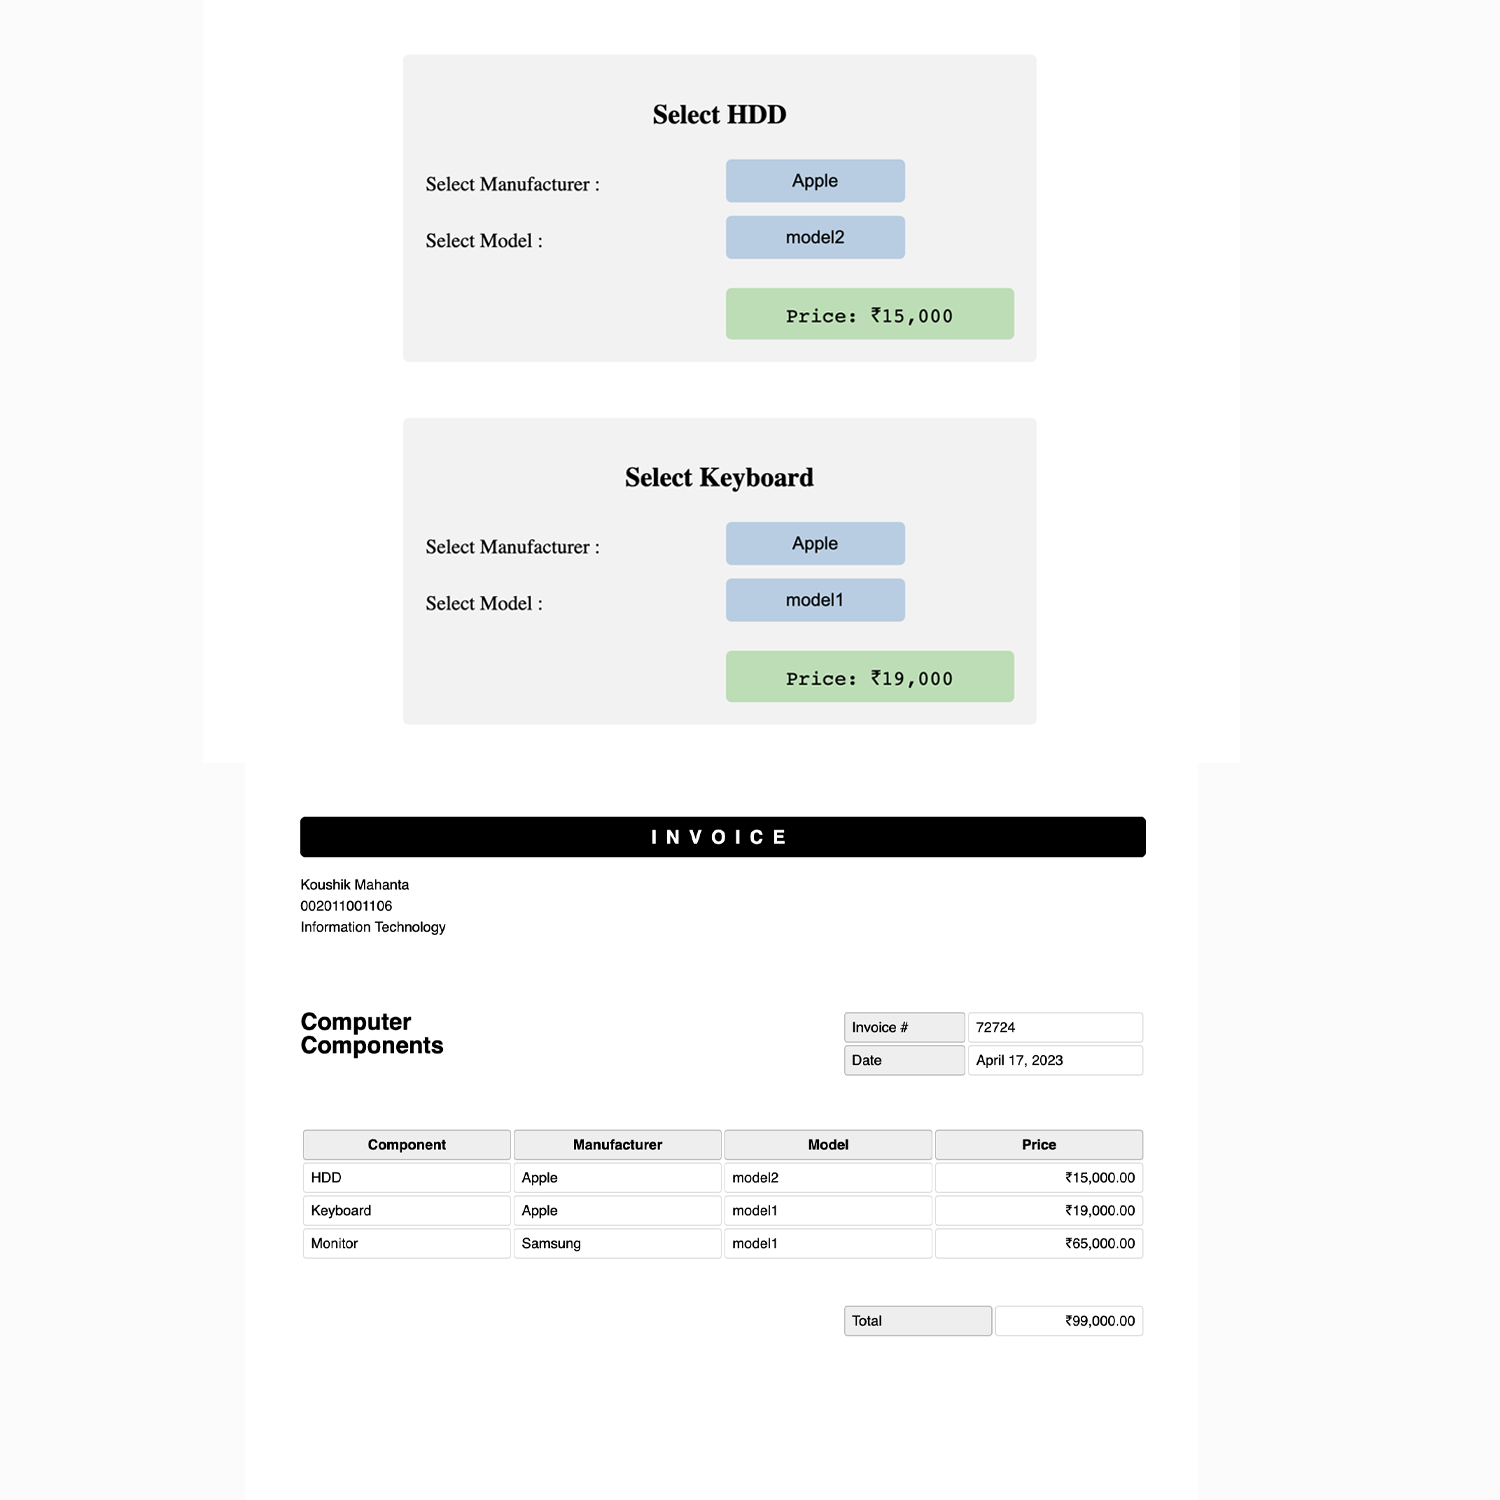 Select HDD
Select Manufacturer : Apple
Select Model : model2
Price: ₹15,000
Select Keyboard
Select Manufacturer : Apple
Select Model : model1
Price: ₹19,000
INVOICE
Koushik Mahanta
002011001106
Information Technology
Computer
Components
Invoice # 72724
Date April 17, 2023
Component Manufacturer Model Price
HDD Apple model2 ₹15,000.00
Keyboard Apple model1 ₹19,000.00
Monitor Samsung model1 ₹65,000.00
Total ₹99,000.00